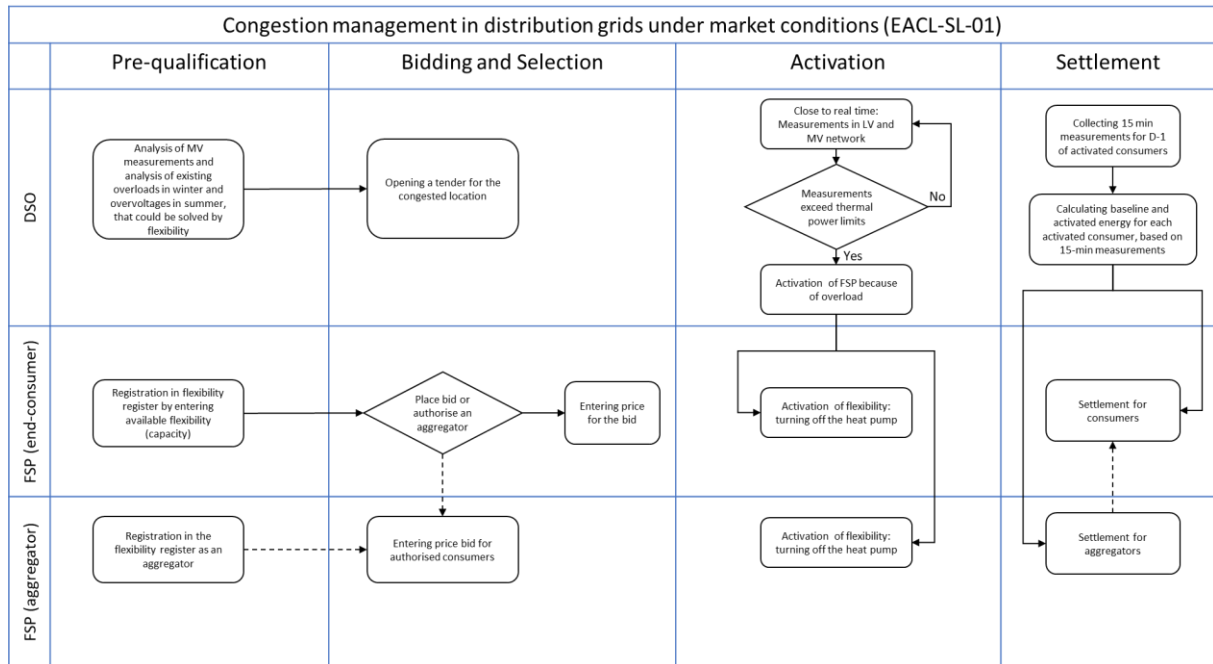 Congestion management in distribution grids under market conditions (EACL-SL-01)
Pre-qualification
Bidding and Selection
Activation
Settlement
DSO
Analysis of MV
measurements and
analysis of existing
overloads in winter and
overvoltages in summer,
that could be solved by
flexibility
Opening a tender for the
congested location
Close to real time:
Measurements in LV and
MV network
Measurements
exceed thermal
power limits
No
Yes
Activation of FSP because
of overload
Collecting 15 min
measurements for D-1
of activated consumers
Calculating baseline and
activated energy for each
activated consumer, based on
15-min measurements
FSP (end-consumer)
Registration in flexibility
register by entering
available flexibility
(capacity)
Place bid or
authorise an
aggregator
Entering price
for the bid
Activation of flexibility:
turning off the heat pump
Settlement for
consumers
FSP (aggregator)
Registration in the
flexibility register as an
aggregator
Entering price bid for
authorised consumers
Activation of flexibility:
turning off the heat pump
Settlement for
aggregators